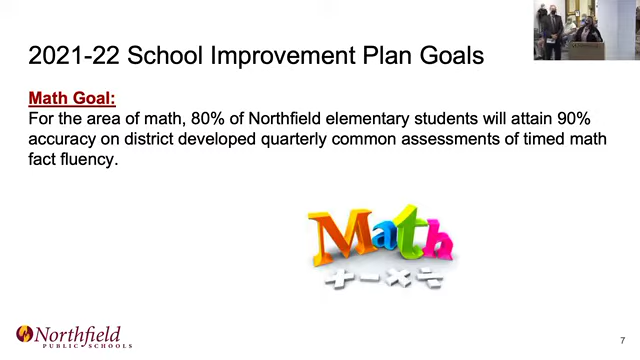 2021-22 School Improvement Plan Goals
Math Goal:
For the area of math, 80% of Northfield elementary students will attain 90%
accuracy on district developed quarterly common assessments of timed math
fact fluency.
Math
+ − × ÷
Northfield
PUBLIC SCHOOLS
7